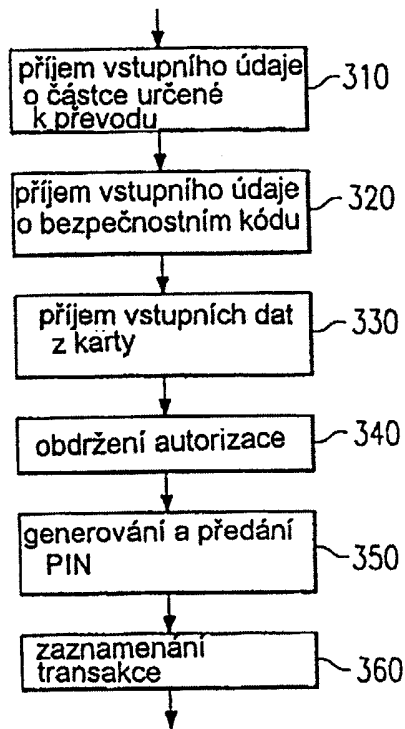 příjem vstupního údaje
o částce určené
k převodu
310
příjem vstupního údaje
o bezpečnostním kódu
320
příjem vstupních dat
z karty
330
obdržení autorizace
340
generování a předání
PIN
350
zaznamenání
transakce
360